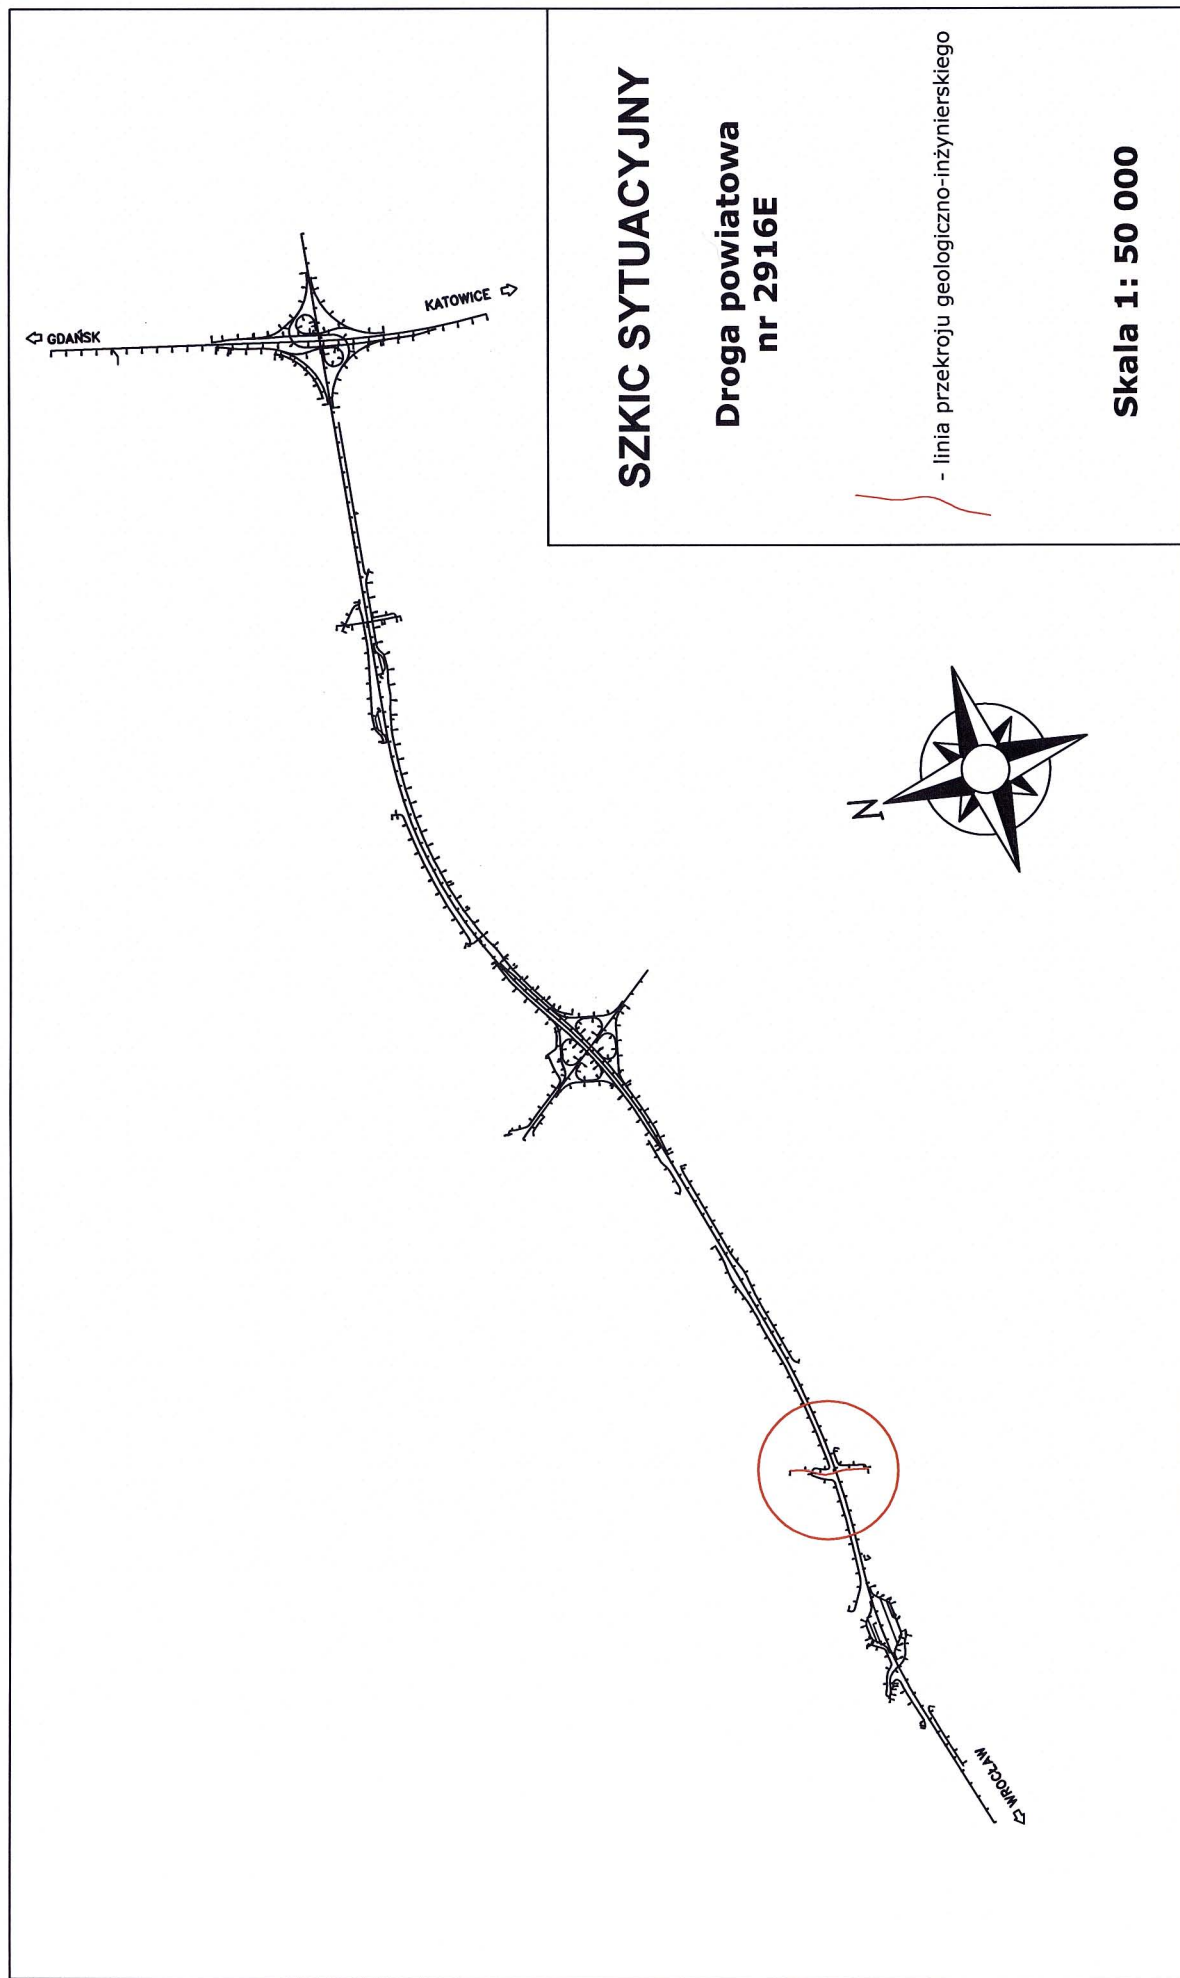 SZKIC SYTUACYJNY
Droga powiatowa
nr 2916E
- linia przekroju geologiczno-inżynierskiego
Skala 1: 50 000
GDAŃSK
KATOWICE
N
WROCŁAW